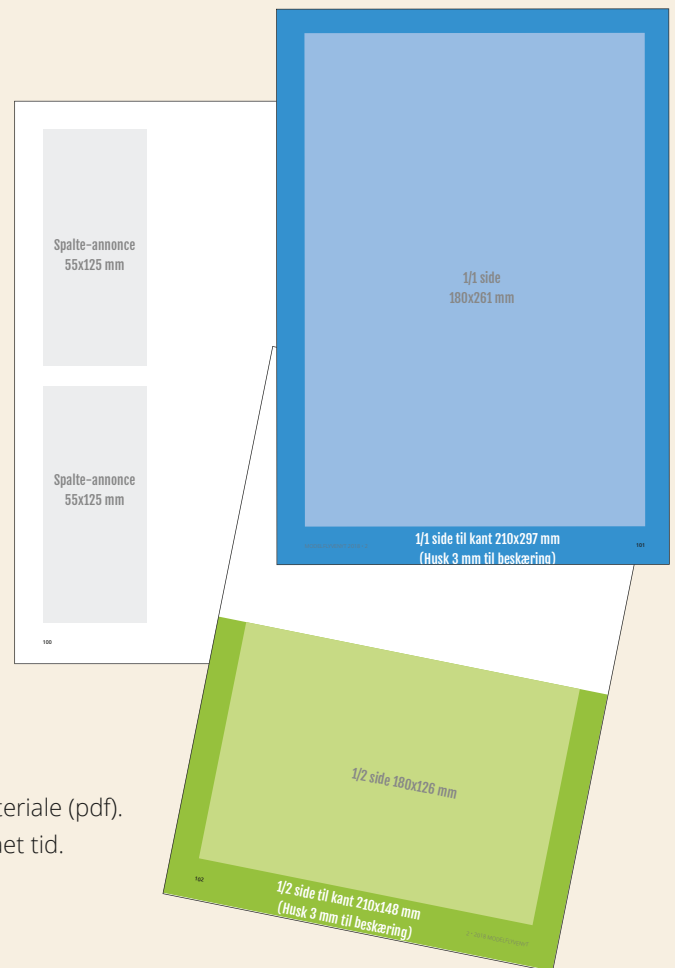 Spalte-annonce
55x125 mm
Spalte-annonce
55x125 mm
100
1/1 side
180x261 mm
1/1 side til kant 210x297 mm
(Husk 3 mm til beskæring)
101
1/2 side 180x126 mm
102
1/2 side til kant 210x148 mm
(Husk 3 mm til beskæring)
teriale (pdf).
et tid.